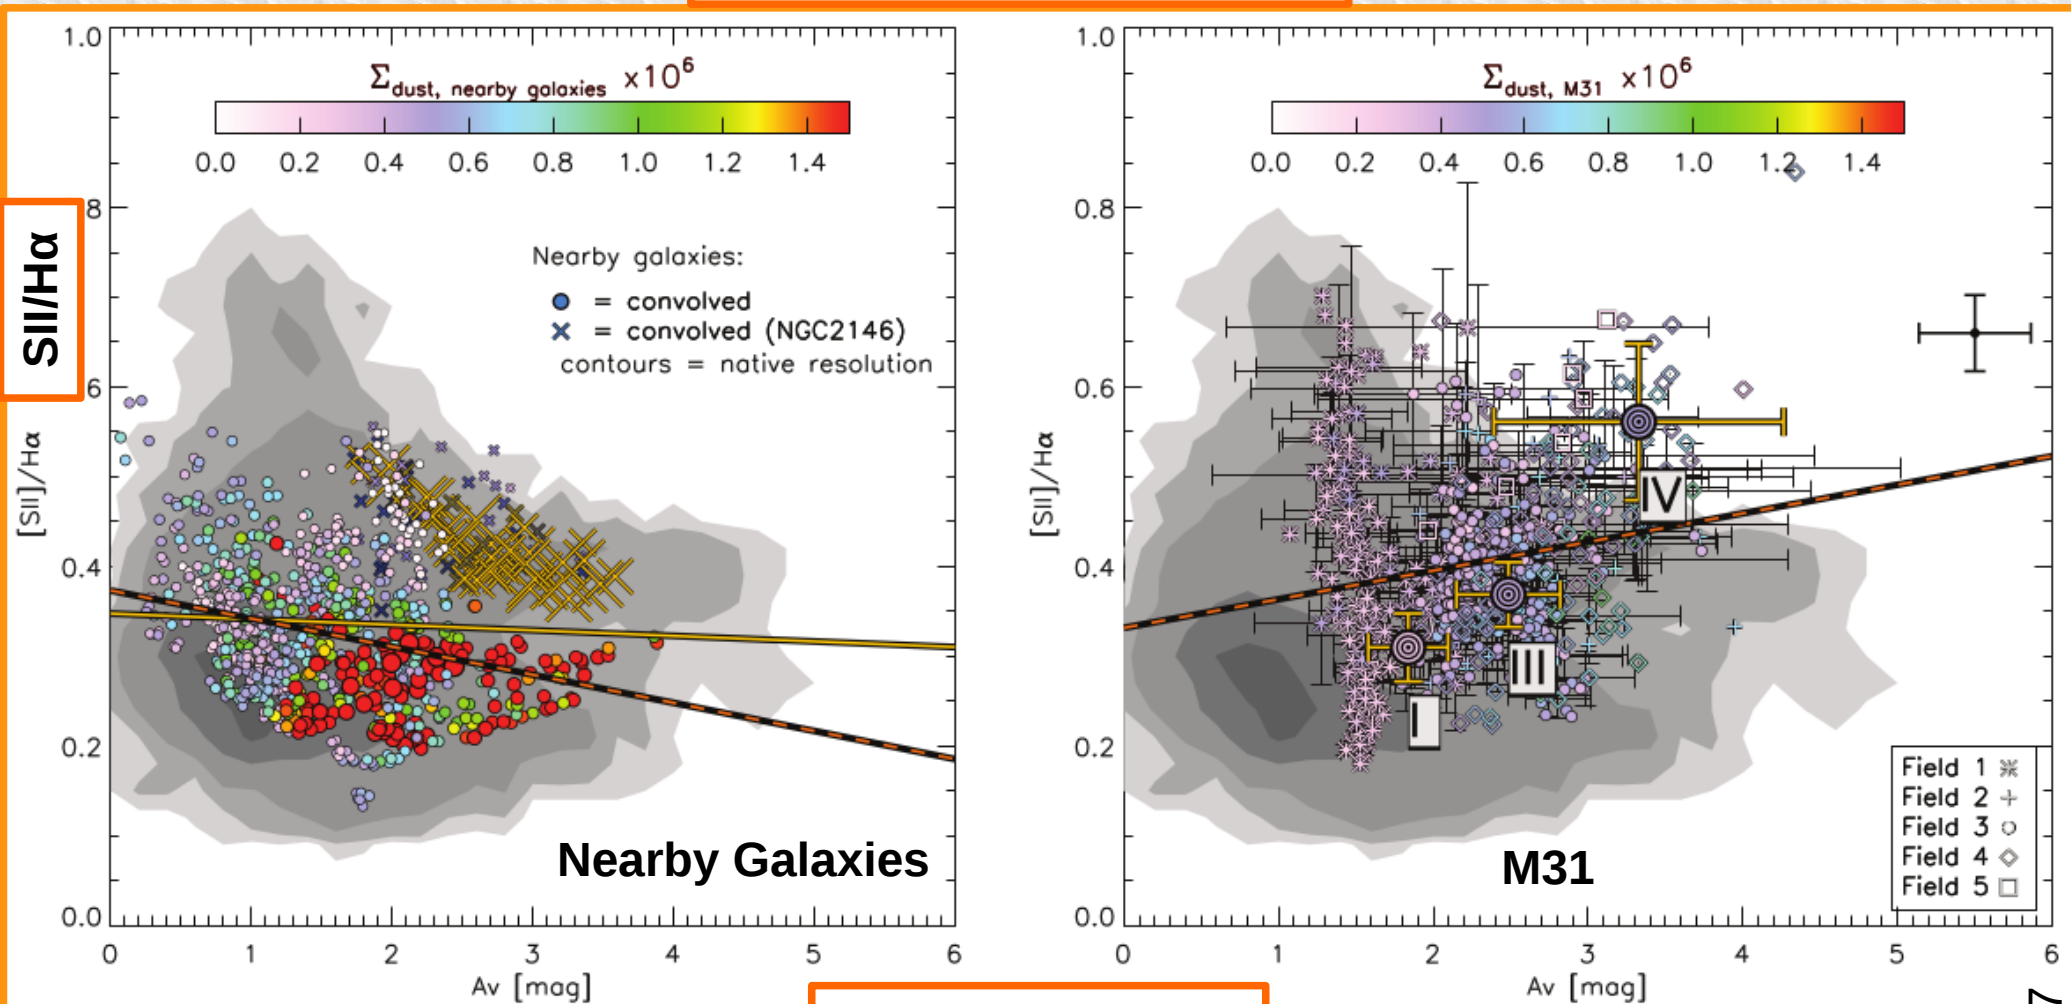 SII/Hα
[SII]/Hα
1.0
8
6
0.4
0.2
0.0
Σdust, nearby galaxies x10⁶
0.0 0.2 0.4 0.6 0.8 1.0 1.2 1.4
Nearby galaxies:
= convolved
= convolved (NGC2146)
contours = native resolution
Nearby Galaxies
0 1 2 3 4 5 6
Av [mag]
[SII]/Hα
1.0
0.8
0.6
0.4
0.2
0.0
Σdust, M31 x10⁶
0.0 0.2 0.4 0.6 0.8 1.0 1.2 1.4
IV
III
I
M31
Field 1
Field 2
Field 3
Field 4
Field 5
0 1 2 3 4 5 6
Av [mag]
7